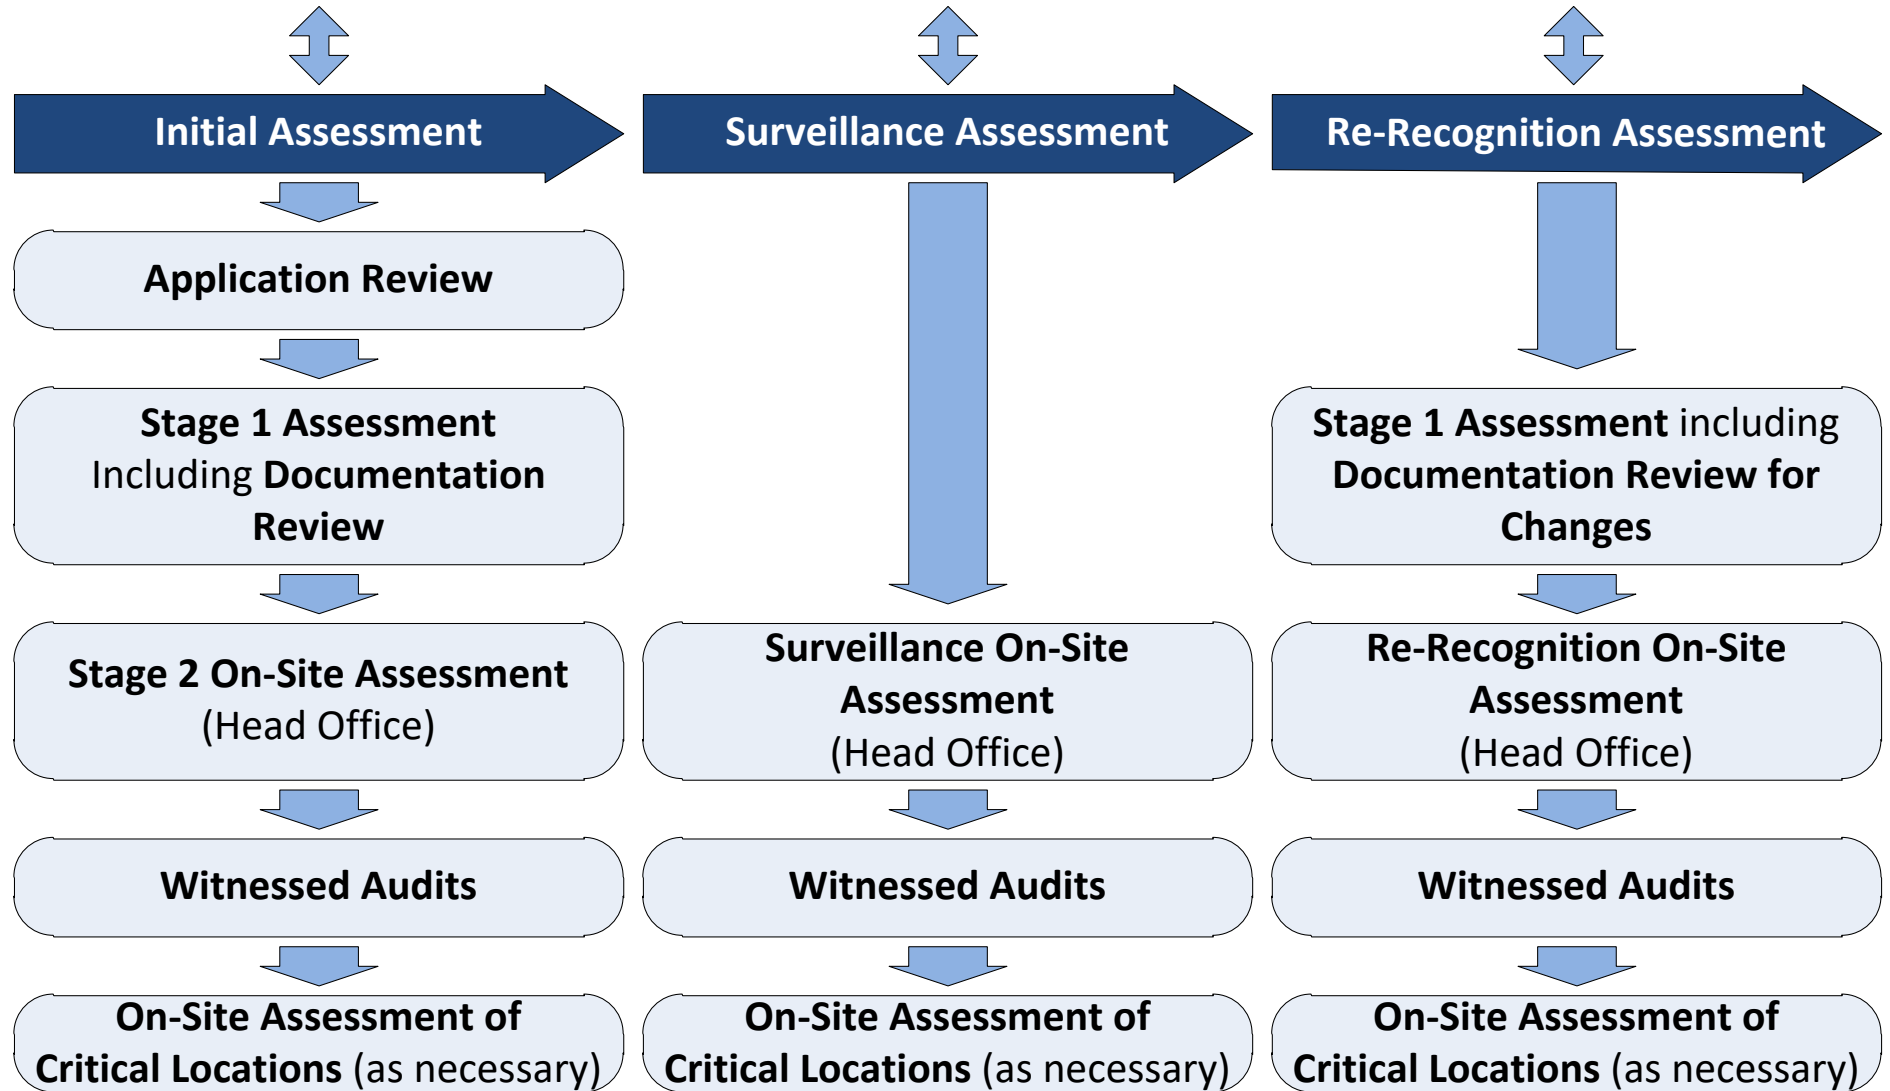 Initial Assessment
Application Review
Stage 1 Assessment
Including Documentation
Review
Stage 2 On-Site Assessment
(Head Office)
Witnessed Audits
On-Site Assessment of
Critical Locations (as necessary)
Surveillance Assessment
Surveillance On-Site
Assessment
(Head Office)
Witnessed Audits
On-Site Assessment of
Critical Locations (as necessary)
Re-Recognition Assessment
Stage 1 Assessment including
Documentation Review for
Changes
Re-Recognition On-Site
Assessment
(Head Office)
Witnessed Audits
On-Site Assessment of
Critical Locations (as necessary)